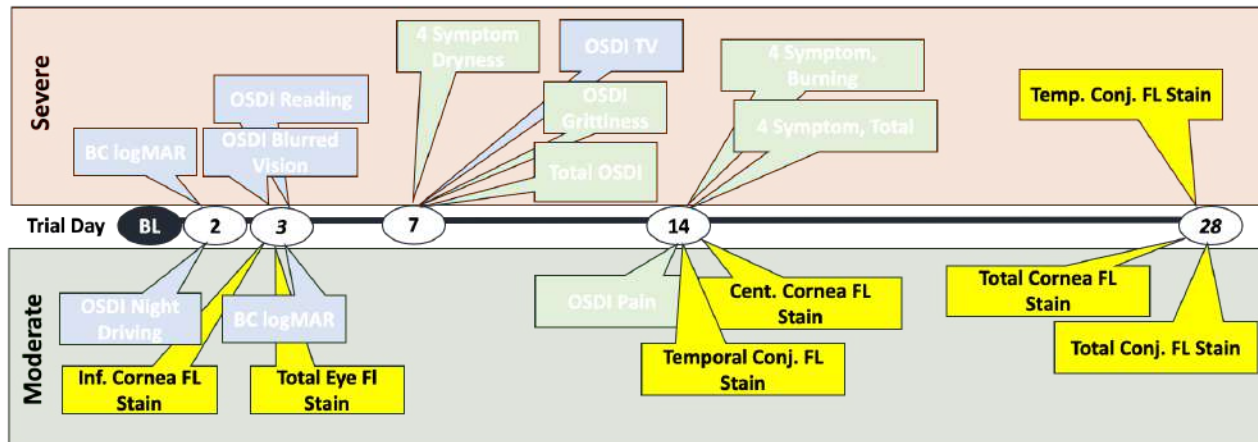 Severe
4 Symptom
Dryness
OSDI TV
4 Symptom,
Burning
OSDI Reading
OSDI
Grittiness
Temp. Conj. FL Stain
BC logMAR
OSDI Blurred
Vision
4 Symptom, Total
Total OSDI
Trial Day
BL
2
3
7
14
28
Moderate
OSDI Night
Driving
BC logMAR
OSDI Pain
Cent. Cornea FL
Stain
Total Cornea FL
Stain
Inf. Cornea FL
Stain
Total Eye Fl
Stain
Temporal Conj. FL
Stain
Total Conj. FL Stain